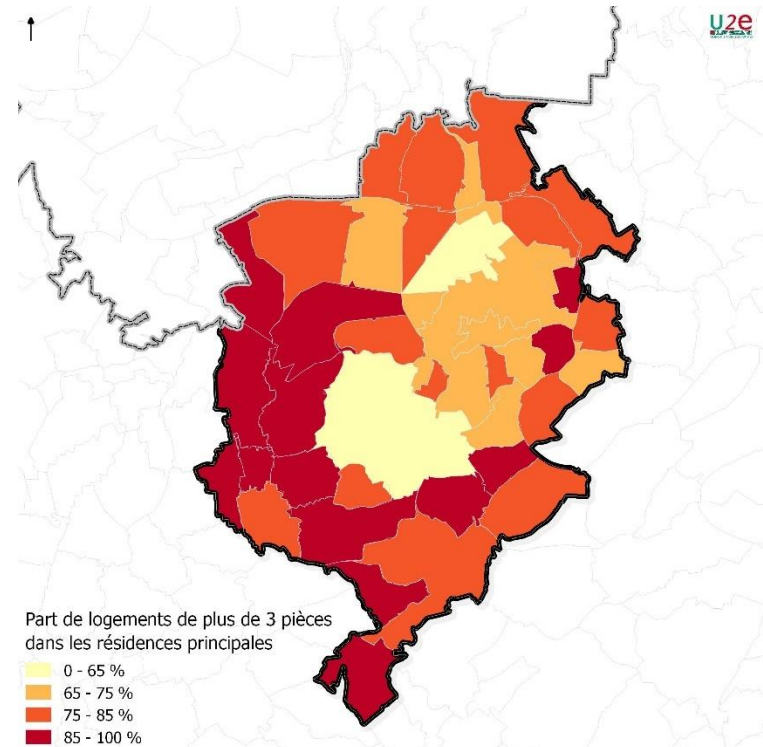 u2e
Part de logements de plus de 3 pièces
dans les résidences principales
0 - 65 %
65 - 75 %
75 - 85 %
85 - 100 %